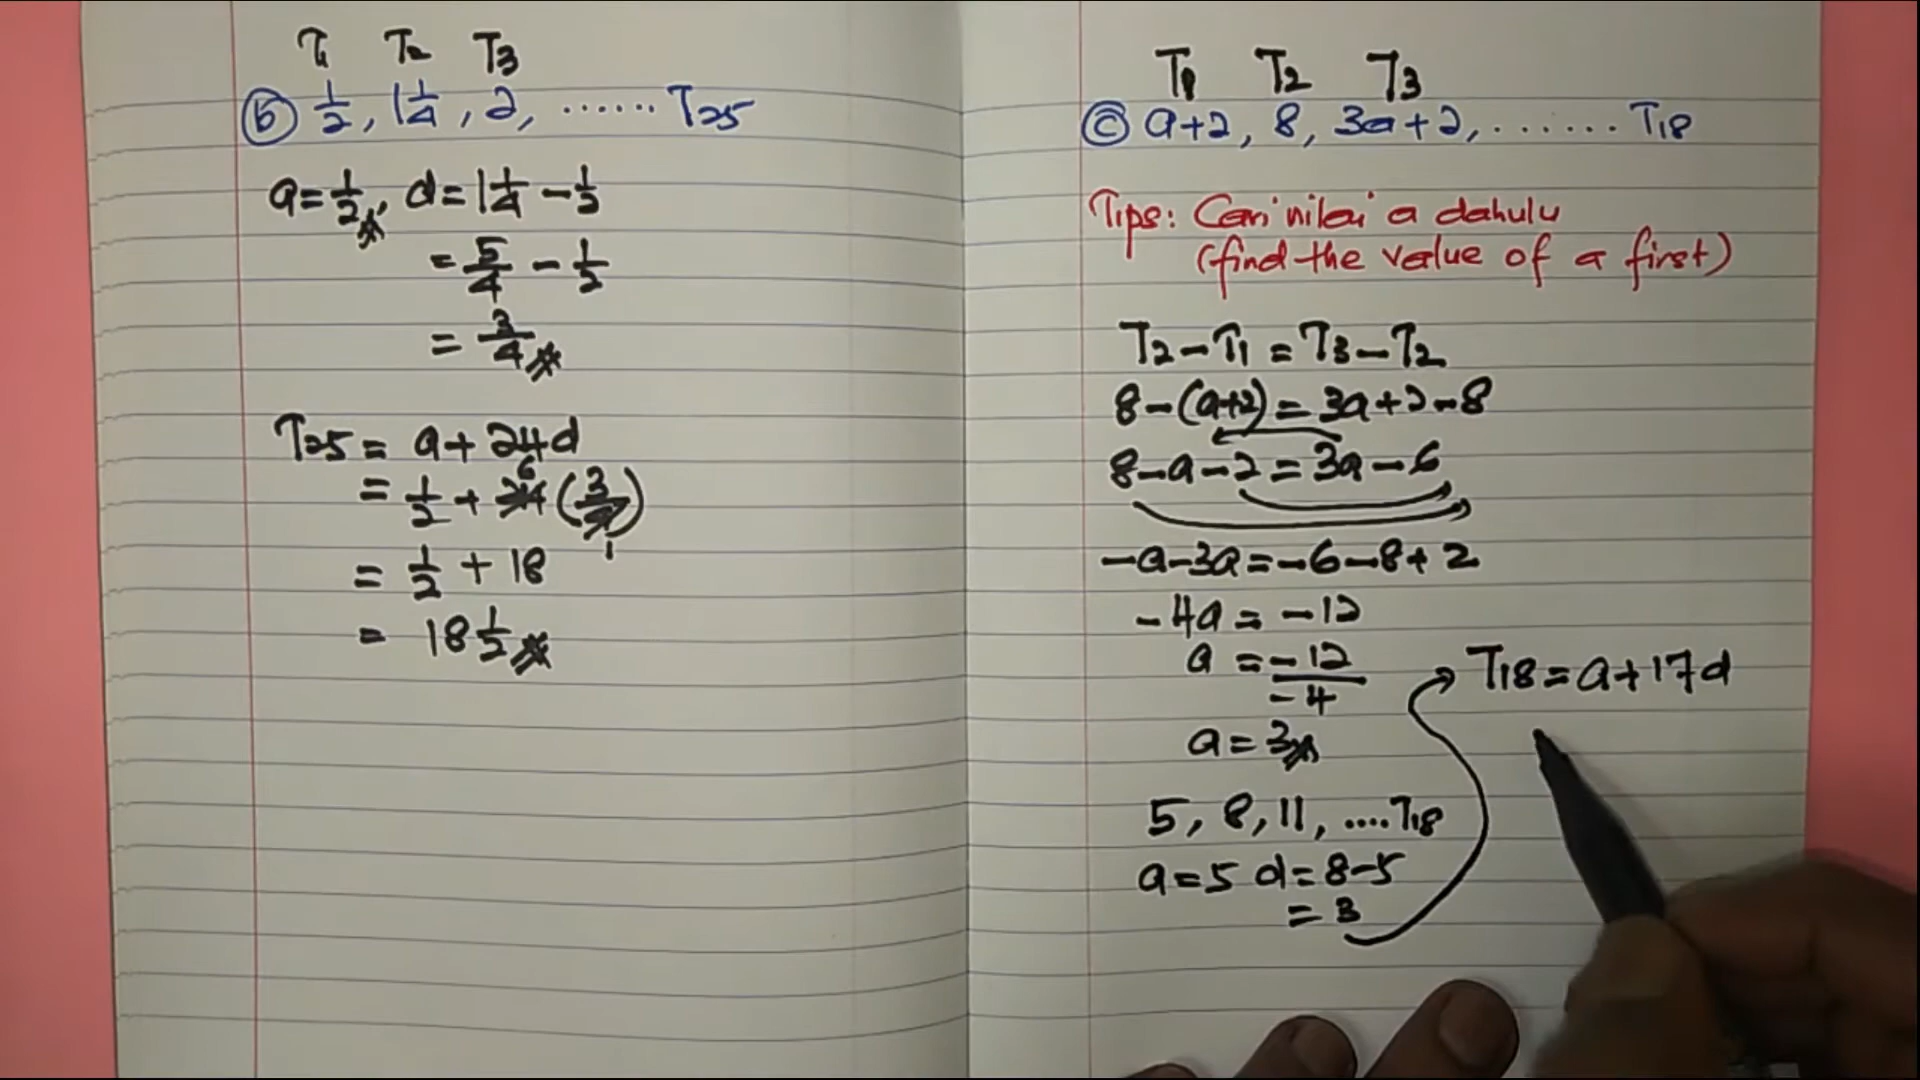 T1 T2 T3
(b) 1/2, 1 1/4, 2, ...... T25
a = 1/2, d = 1 1/4 - 1/2
= 5/4 - 1/2
= 3/4
T25 = a + 24d
= 1/2 + 24 (3/4)
6 1
= 1/2 + 18
= 18 1/2
T1 T2 T3
(c) a+2, 8, 3a+2, ....... T18
Tips: Cari nilai a dahulu
(find the value of a first)
T2 - T1 = T3 - T2
8 - (a+2) = 3a+2-8
8 - a - 2 = 3a - 6
-a - 3a = -6 - 8 + 2
-4a = -12
a = -12/-4
a = 3
5, 8, 11, .... T18
a = 5 d = 8-5
= 3
T18 = a + 17d